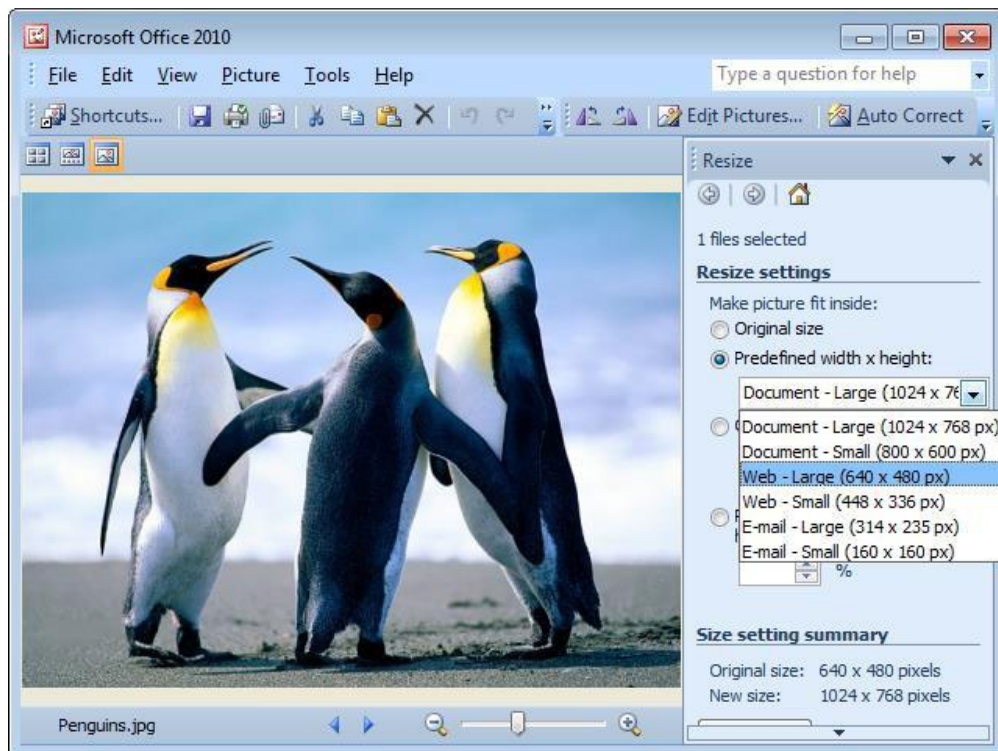 Microsoft Office 2010
File Edit View Picture Tools Help
Type a question for help
Shortcuts...
Edit Pictures...
Auto Correct
Resize
1 files selected
Resize settings
Make picture fit inside:
Original size
Predefined width x height:
Document - Large (1024 x 76
Document - Large (1024 x 768 px)
Document - Small (800 x 600 px)
Web - Large (640 x 480 px)
Web - Small (448 x 336 px)
E-mail - Large (314 x 235 px)
E-mail - Small (160 x 160 px)
%
Size setting summary
Original size: 640 x 480 pixels
New size: 1024 x 768 pixels
Penguins.jpg